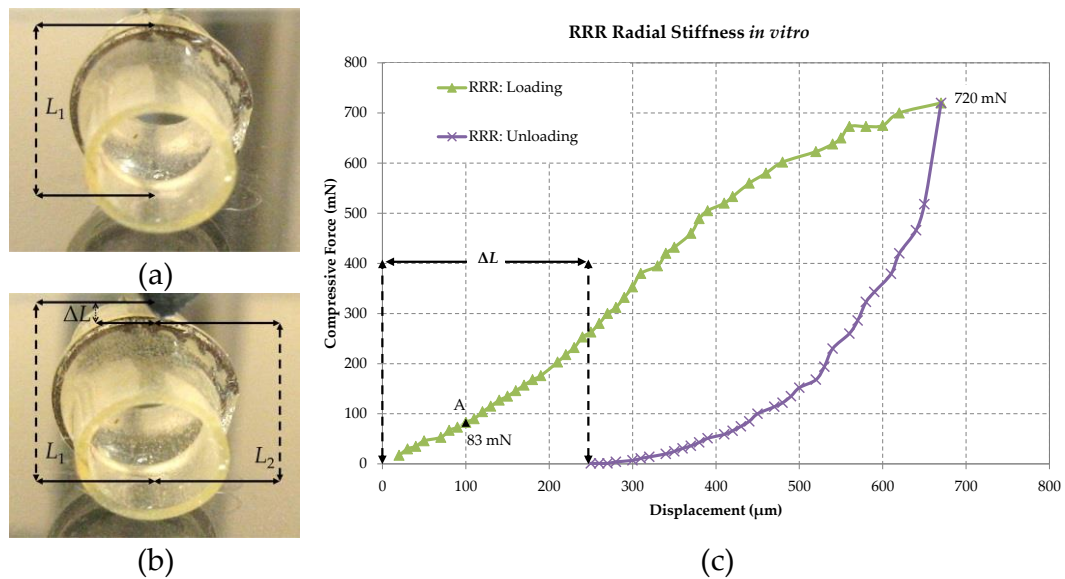 L₁
(a)
ΔL
L₁
L₂
(b)
RRR Radial Stiffness in vitro
RRR: Loading
RRR: Unloading
720 mN
ΔL
A
83 mN
Compressive Force (mN)
800
700
600
500
400
300
200
100
0
0 100 200 300 400 500 600 700 800
Displacement (μm)
(c)